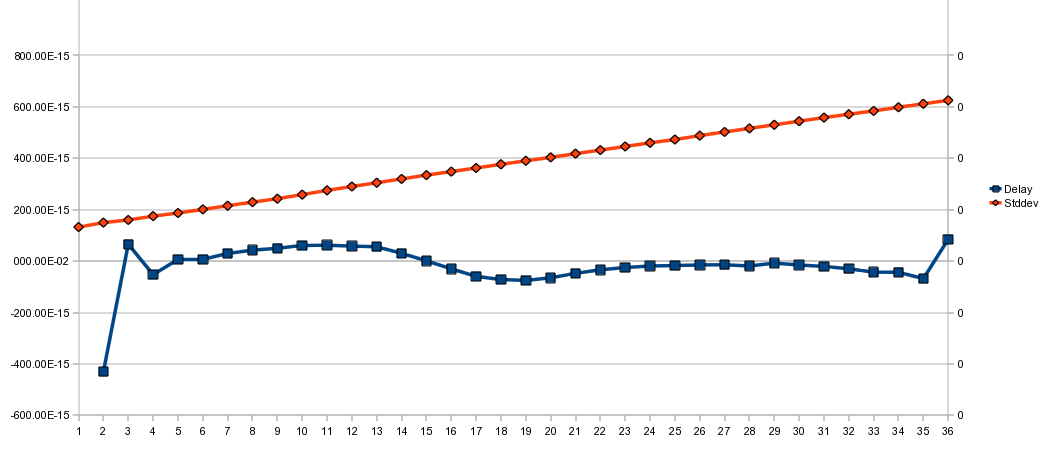 800.00E-15 0
600.00E-15 0
400.00E-15 0
200.00E-15 0
000.00E-02 0
-200.00E-15 0
-400.00E-15 0
-600.00E-15 0
1 2 3 4 5 6 7 8 9 10 11 12 13 14 15 16 17 18 19 20 21 22 23 24 25 26 27 28 29 30 31 32 33 34 35 36
Delay
Stddev